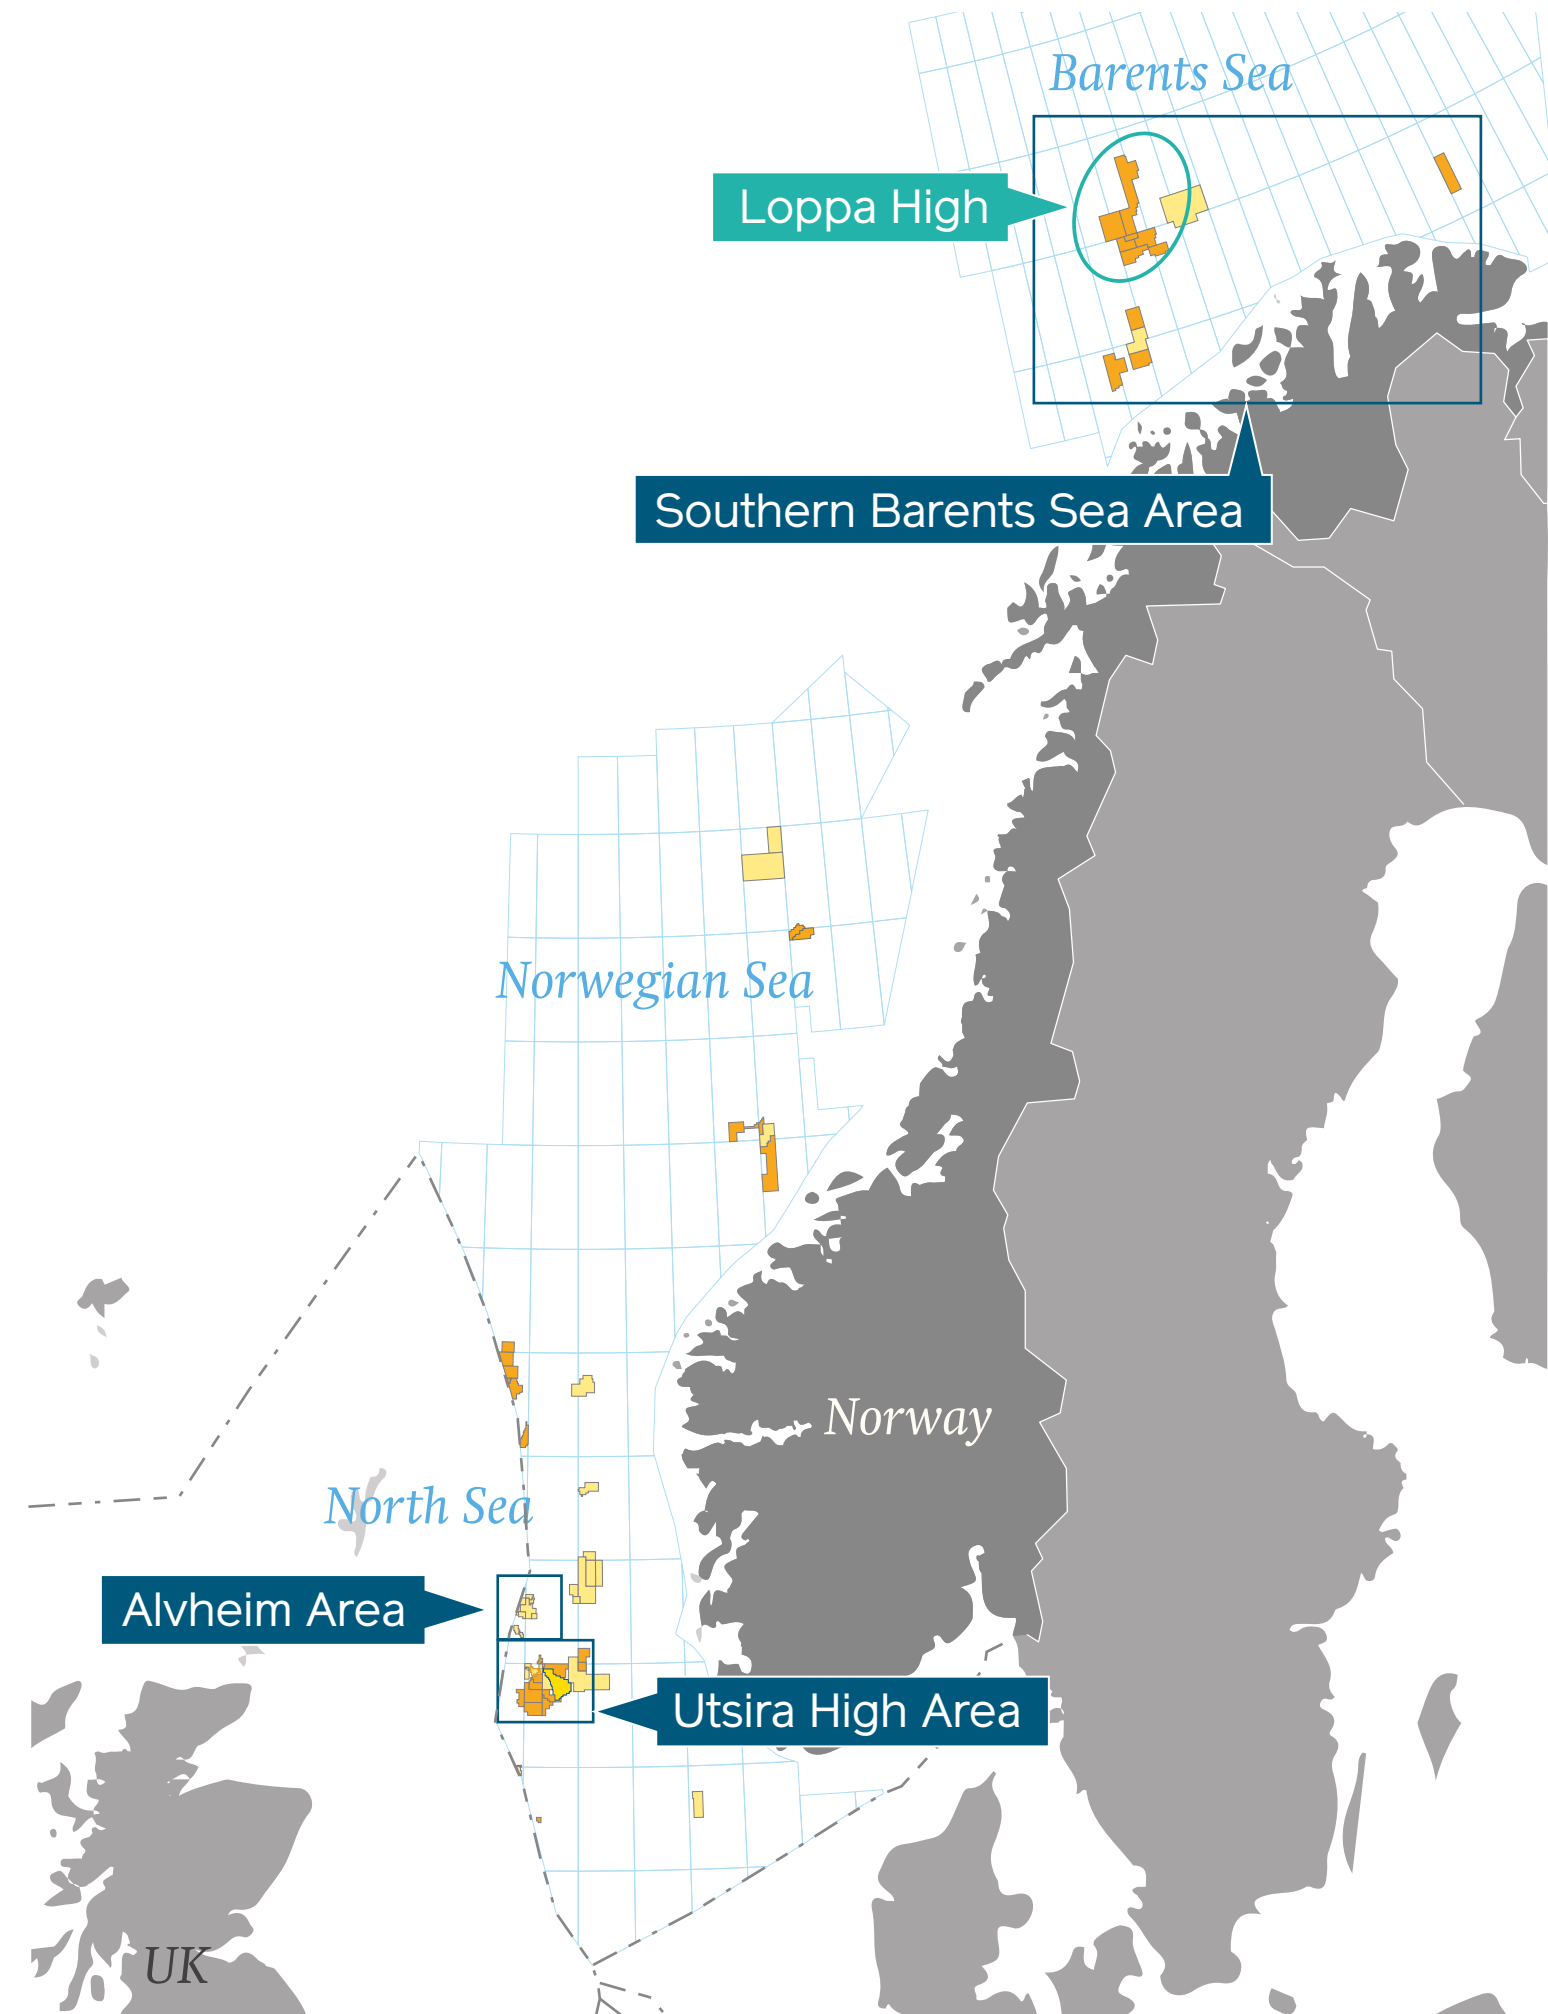 Barents Sea
Loppa High
Southern Barents Sea Area
Norwegian Sea
Norway
North Sea
Alvheim Area
Utsira High Area
UK